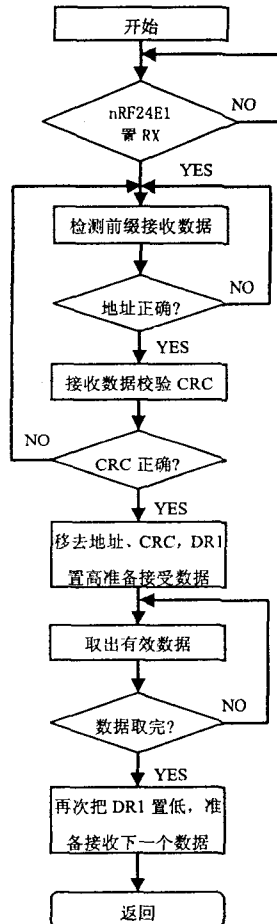 开始
nRF24E1
置 RX
NO
YES
检测前缀接收数据
地址正确?
NO
YES
接收数据校验 CRC
NO
CRC 正确?
YES
移去地址、CRC，DR1
置高准备接受数据
取出有效数据
数据取完?
NO
YES
再次把 DR1 置低，准
备接收下一个数据
返回